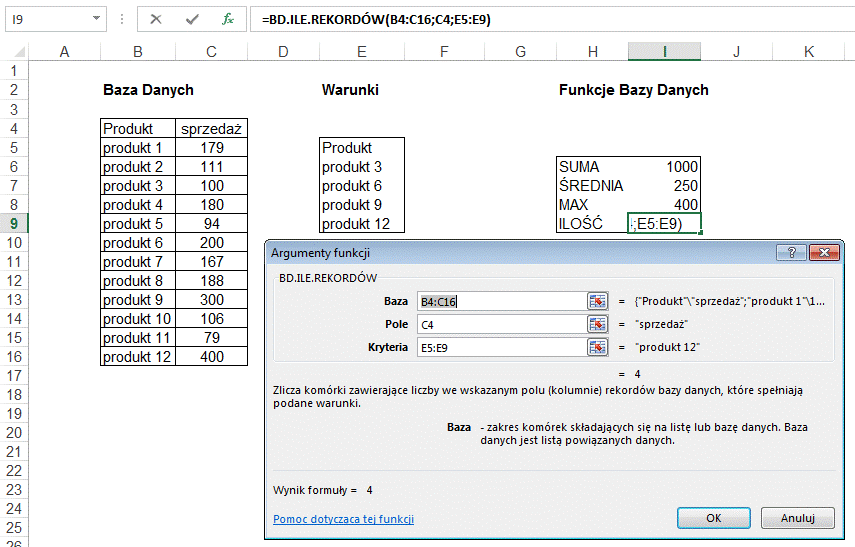 I9 =BD.ILE.REKORDÓW(B4:C16;C4;E5:E9)
A B C D E F G H I J K
1
2 Baza Danych Warunki Funkcje Bazy Danych
3
4 Produkt sprzedaż
5 produkt 1 179 Produkt
6 produkt 2 111 produkt 3 SUMA 1000
7 produkt 3 100 produkt 6 ŚREDNIA 250
8 produkt 4 180 produkt 9 MAX 400
9 produkt 5 94 produkt 12 ILOŚĆ ;E5:E9)
10 produkt 6 200
11 produkt 7 167
12 produkt 8 188
13 produkt 9 300
14 produkt 10 106
15 produkt 11 79
16 produkt 12 400
17
18
19
20
21
22
23
24
25
26
Argumenty funkcji
BD.ILE.REKORDÓW
Baza B4:C16 = {"Produkt"\"sprzedaż";"produkt 1"\1...
Pole C4 = "sprzedaż"
Kryteria E5:E9 = "produkt 12"
= 4
Zlicza komórki zawierające liczby we wskazanym polu (kolumnie) rekordów bazy danych, które spełniają
podane warunki.
Baza - zakres komórek składających się na listę lub bazę danych. Baza
danych jest listą powiązanych danych.
Wynik formuły = 4
Pomoc dotycząca tej funkcji
OK Anuluj